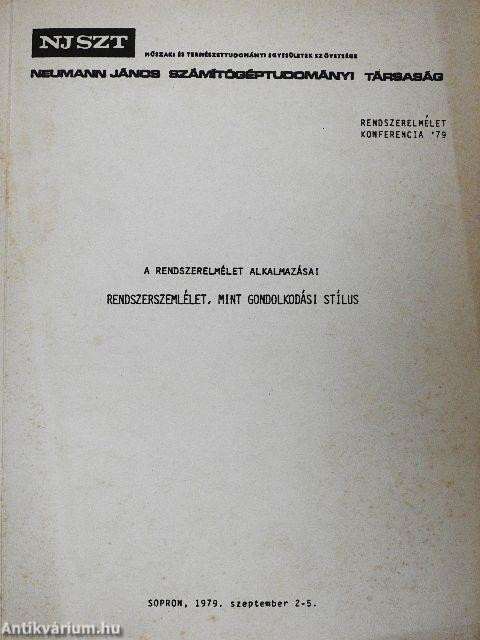 NJSZT
MŰSZAKI ÉS TERMÉSZETTUDOMÁNYI EGYESÜLETEK SZÖVETSÉGE
NEUMANN JÁNOS SZÁMÍTÓGÉPTUDOMÁNYI TÁRSASÁG
RENDSZERELMÉLET
KONFERENCIA '79
A RENDSZERELMÉLET ALKALMAZÁSAI
RENDSZERSZEMLÉLET, MINT GONDOLKODÁSI STÍLUS
SOPRON, 1979. szeptember 2-5.
Antikvárium.hu